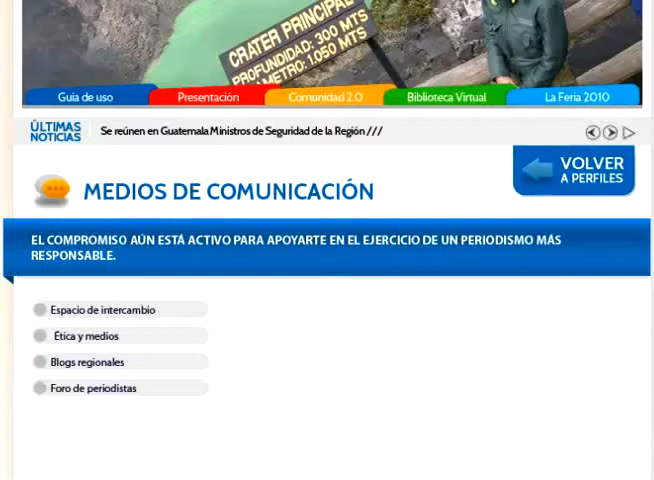 CRATER PRINCIPAL
PROFUNDIDAD: 300 MTS
METRO: 1,050 MTS
Guía de uso
Presentación
Comunidad 2.0
Biblioteca Virtual
La Feria 2010
ÚLTIMAS
NOTICIAS
Se reúnen en Guatemala Ministros de Seguridad de la Región ///
VOLVER
A PERFILES
MEDIOS DE COMUNICACIÓN
EL COMPROMISO AÚN ESTÁ ACTIVO PARA APOYARTE EN EL EJERCICIO DE UN PERIODISMO MÁS
RESPONSABLE.
Espacio de intercambio
Ética y medios
Blogs regionales
Foro de periodistas